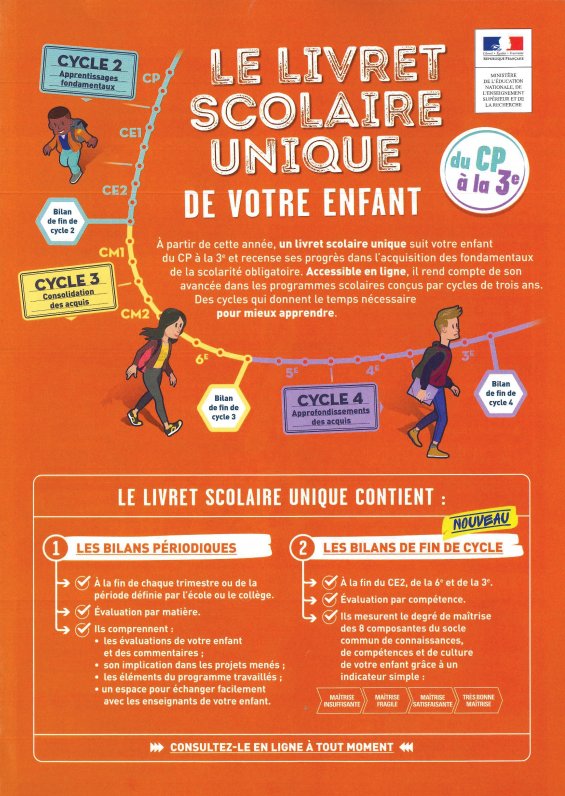 CYCLE 2
Apprentissages
fondamentaux
CP
CE1
CE2
Bilan
de fin de
cycle 2
LE LIVRET
SCOLAIRE
UNIQUE
DE VOTRE ENFANT
Liberté • Égalité • Fraternité
RÉPUBLIQUE FRANÇAISE
MINISTÈRE
DE L'ÉDUCATION
NATIONALE, DE
L'ENSEIGNEMENT
SUPÉRIEUR ET DE
LA RECHERCHE
du CP
à la 3e
À partir de cette année, un livret scolaire unique suit votre enfant
du CP à la 3e et recense ses progrès dans l'acquisition des fondamentaux
de la scolarité obligatoire. Accessible en ligne, il rend compte de son
avancée dans les programmes scolaires conçus par cycles de trois ans.
Des cycles qui donnent le temps nécessaire
pour mieux apprendre.
CM1
CYCLE 3
Consolidation
des acquis
CM2
6E
Bilan
de fin de
cycle 3
5E
CYCLE 4
Approfondissements
des acquis
4E
3E
Bilan
de fin de
cycle 4
LE LIVRET SCOLAIRE UNIQUE CONTIENT :
1 LES BILANS PÉRIODIQUES
À la fin de chaque trimestre ou de la
période définie par l'école ou le collège.
Évaluation par matière.
Ils comprennent :
• les évaluations de votre enfant
et des commentaires ;
• son implication dans les projets menés ;
• les éléments du programme travaillés ;
• un espace pour échanger facilement
avec les enseignants de votre enfant.
NOUVEAU
2 LES BILANS DE FIN DE CYCLE
À la fin du CE2, de la 6e et de la 3e.
Évaluation par compétence.
Ils mesurent le degré de maîtrise
des 8 composantes du socle
commun de connaissances,
de compétences et de culture
de votre enfant grâce à un
indicateur simple :
MAÎTRISE
INSUFFISANTE
MAÎTRISE
FRAGILE
MAÎTRISE
SATISFAISANTE
TRÈS BONNE
MAÎTRISE
CONSULTEZ-LE EN LIGNE À TOUT MOMENT